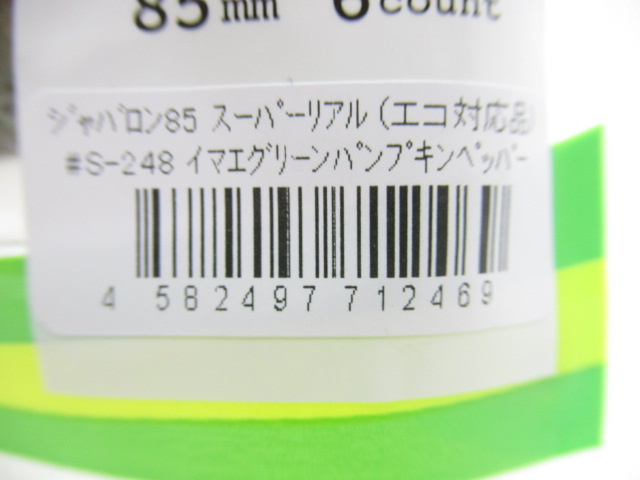 85mm 6count
ジャバロン85 スーパーリアル(エコ対応品)
#S-248 イマエグリーンパンプキンペッパー
4 582497 712469